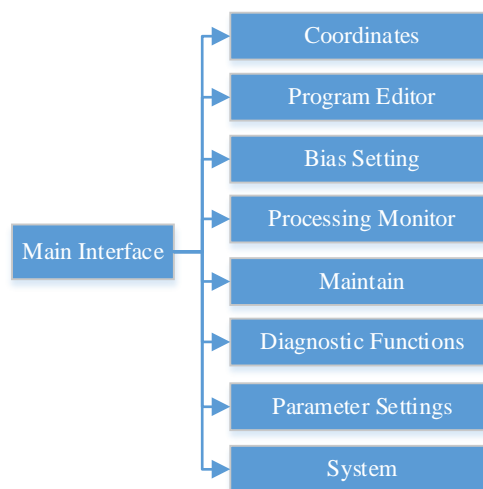 Coordinates
Program Editor
Bias Setting
Processing Monitor
Main Interface
Maintain
Diagnostic Functions
Parameter Settings
System